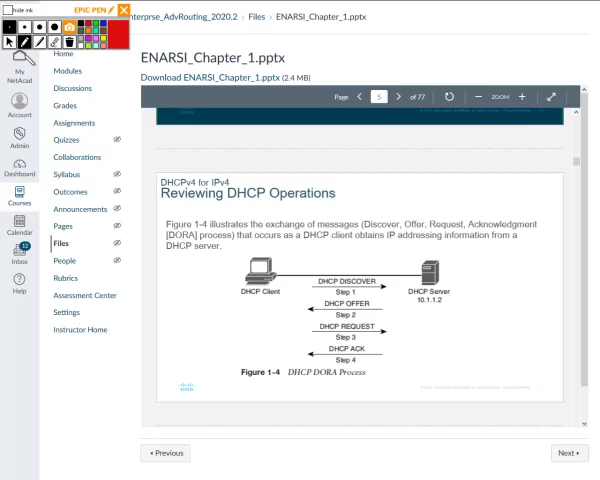 hide ink
EPIC PEN
nterprse_AdvRouting_2020.2 › Files › ENARSI_Chapter_1.pptx
My NetAcad
Account
Admin
Dashboard
Courses
Calendar
12
Inbox
Help
Home
Modules
Discussions
Grades
Assignments
Quizzes
Collaborations
Syllabus
Outcomes
Announcements
Pages
Files
People
Rubrics
Assessment Center
Settings
Instructor Home
ENARSI_Chapter_1.pptx
Download ENARSI_Chapter_1.pptx (2.4 MB)
Page < 5 > of 77 ZOOM
DHCPv4 for IPv4
Reviewing DHCP Operations
Figure 1-4 illustrates the exchange of messages (Discover, Offer, Request, Acknowledgment
[DORA] process) that occurs as a DHCP client obtains IP addressing information from a
DHCP server.
DHCP Client
DHCP Server
10.1.1.2
DHCP DISCOVER
Step 1
DHCP OFFER
Step 2
DHCP REQUEST
Step 3
DHCP ACK
Step 4
Figure 1-4 DHCP DORA Process
cisco
Previous
Next